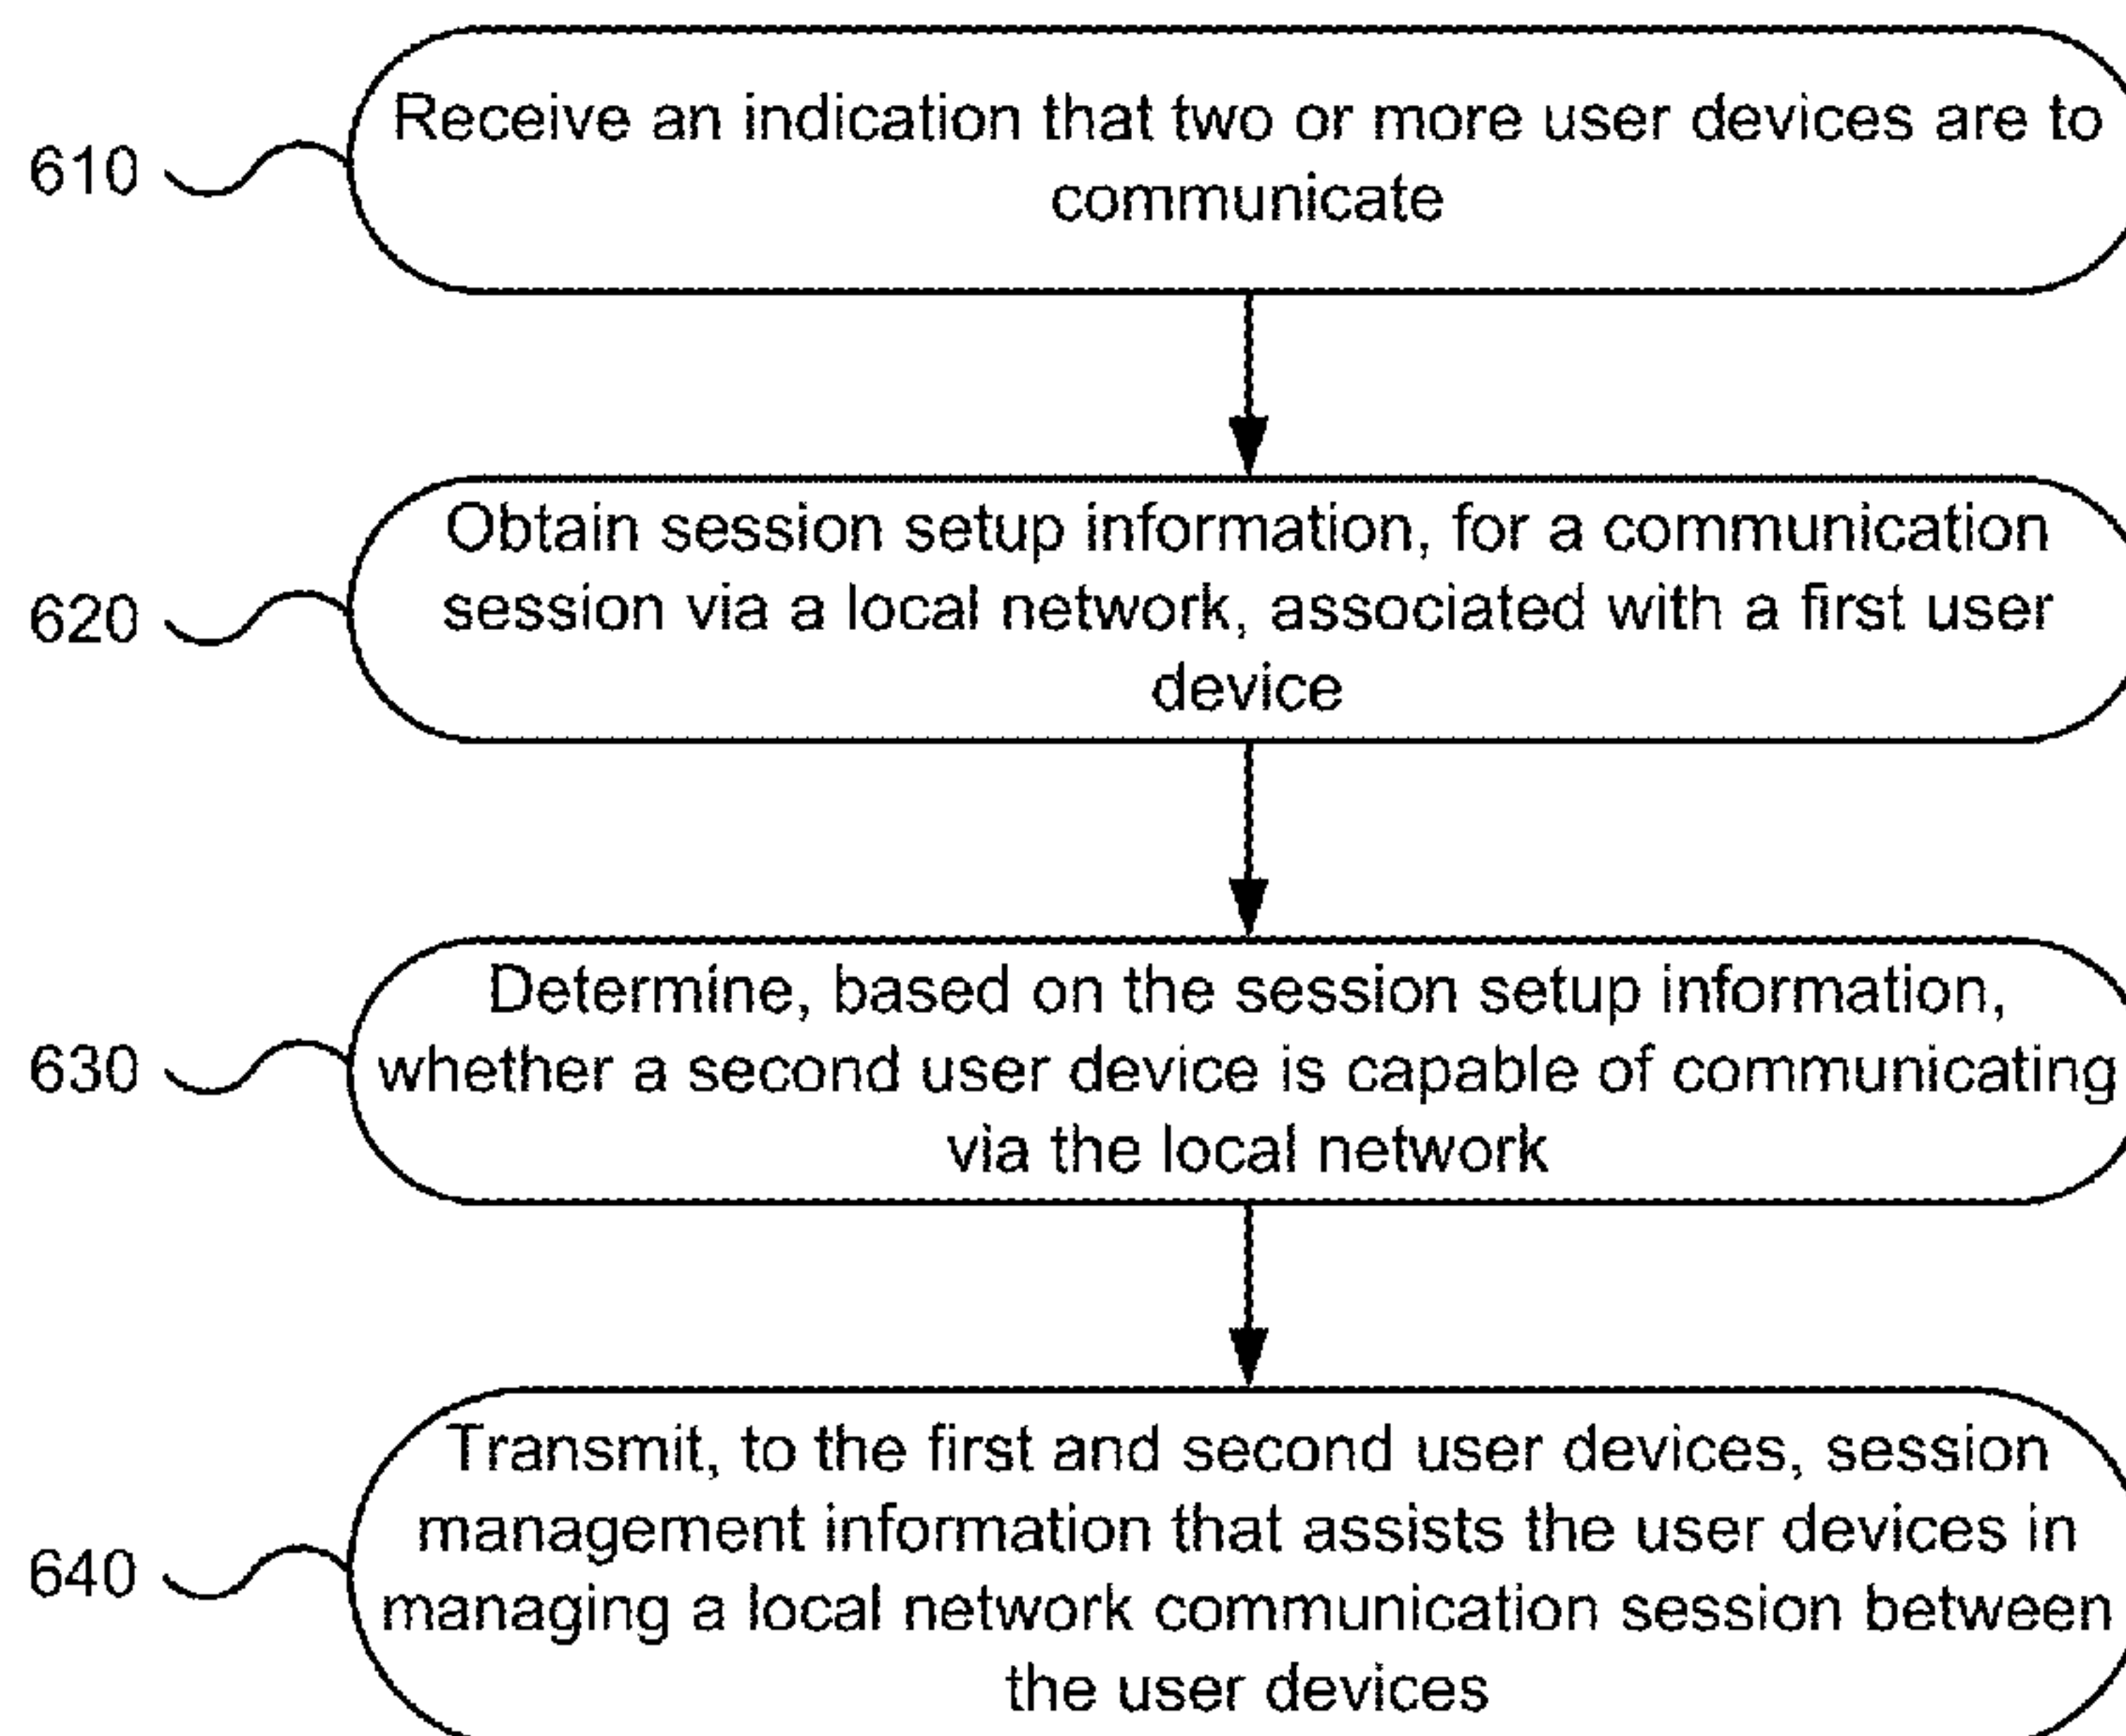 Receive an indication that two or more user devices are to
communicate
610
Obtain session setup information, for a communication
session via a local network, associated with a first user
device
620
Determine, based on the session setup information,
whether a second user device is capable of communicating
via the local network
630
Transmit, to the first and second user devices, session
management information that assists the user devices in
managing a local network communication session between
the user devices
640